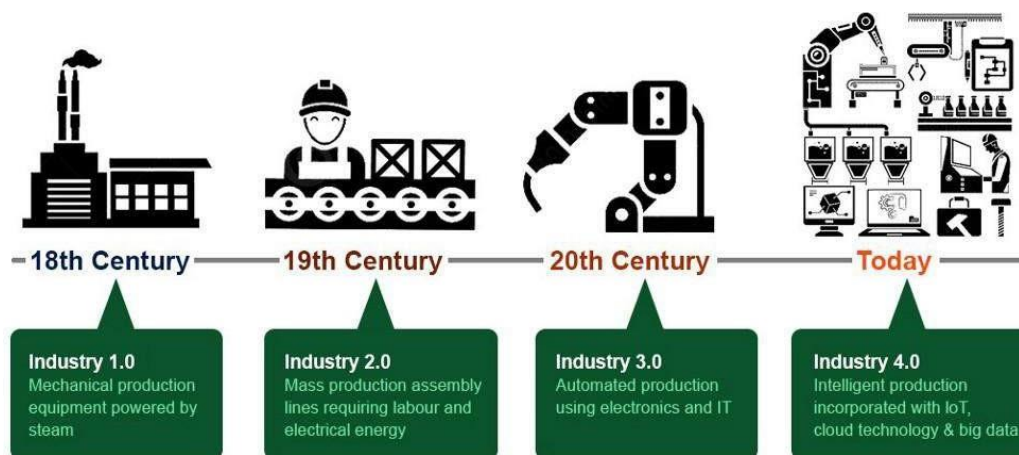 18th Century
19th Century
20th Century
Today
Industry 1.0
Mechanical production
equipment powered by
steam
Industry 2.0
Mass production assembly
lines requiring labour and
electrical energy
Industry 3.0
Automated production
using electronics and IT
Industry 4.0
Intelligent production
incorporated with IoT,
cloud technology & big data